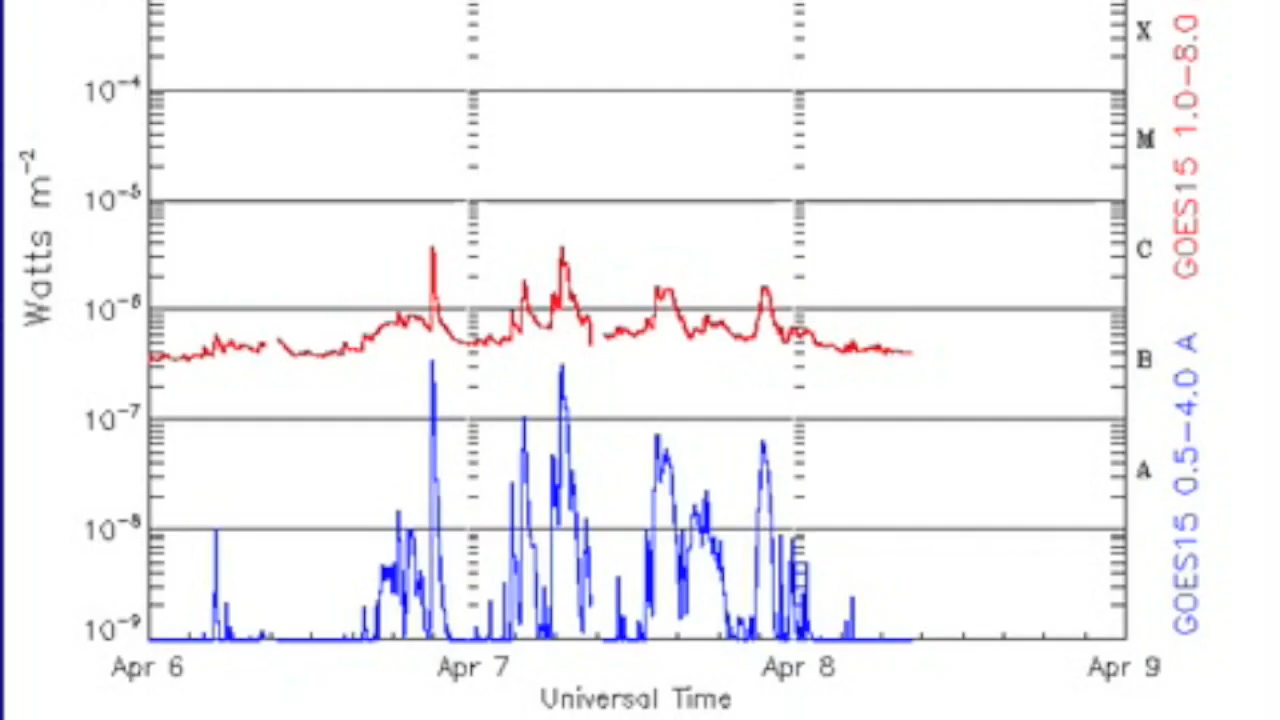 X
10⁻⁴
M
10⁻⁵
C
10⁻⁶
B
10⁻⁷
A
10⁻⁸
10⁻⁹
Watts m⁻²
GOES15 1.0-8.0
GOES15 0.5-4.0 A
Apr 6 Apr 7 Apr 8 Apr 9
Universal Time